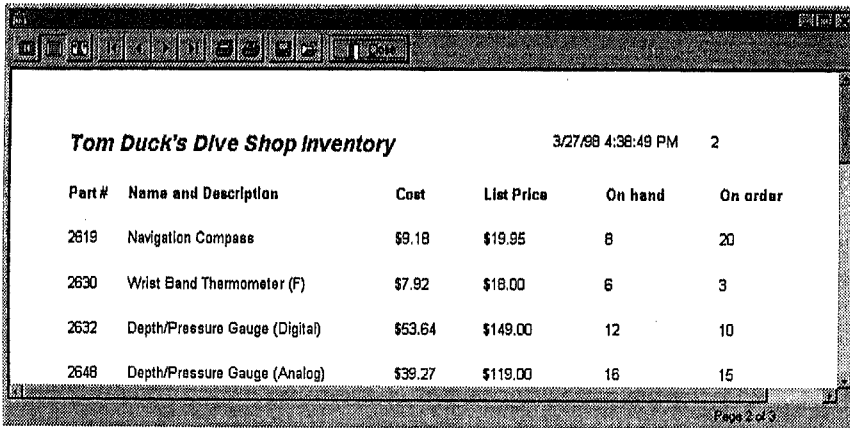 Close
Tom Duck's Dive Shop Inventory 3/27/98 4:38:49 PM 2
Part # Name and Description Cost List Price On hand On order
2619 Navigation Compass $9.18 $19.95 8 20
2630 Wrist Band Thermometer (F) $7.92 $18.00 6 3
2632 Depth/Pressure Gauge (Digital) $53.64 $149.00 12 10
2648 Depth/Pressure Gauge (Analog) $39.27 $119.00 16 15
Page 2 of 3